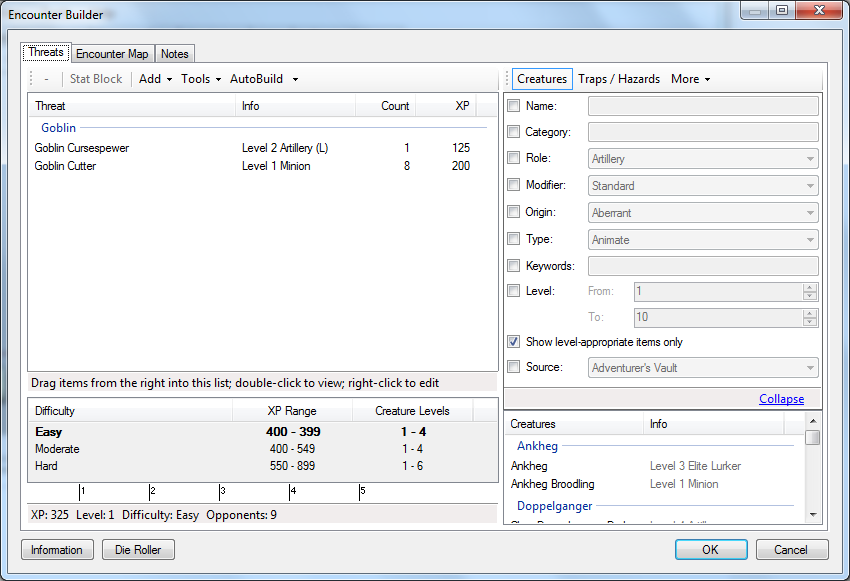 Encounter Builder
Threats Encounter Map Notes
- Stat Block Add Tools AutoBuild
Threat Info Count XP
Goblin
Goblin Cursespewer Level 2 Artillery (L) 1 125
Goblin Cutter Level 1 Minion 8 200
Drag items from the right into this list; double-click to view; right-click to edit
Difficulty XP Range Creature Levels
Easy 400 - 399 1 - 4
Moderate 400 - 549 1 - 4
Hard 550 - 899 1 - 6
1 2 3 4 5
XP: 325 Level: 1 Difficulty: Easy Opponents: 9
Creatures Traps / Hazards More
Name:
Category:
Role: Artillery
Modifier: Standard
Origin: Aberrant
Type: Animate
Keywords:
Level: From: 1
To: 10
Show level-appropriate items only
Source: Adventurer's Vault
Collapse
Creatures Info
Ankheg
Ankheg Level 3 Elite Lurker
Ankheg Broodling Level 1 Minion
Doppelganger
Information Die Roller OK Cancel